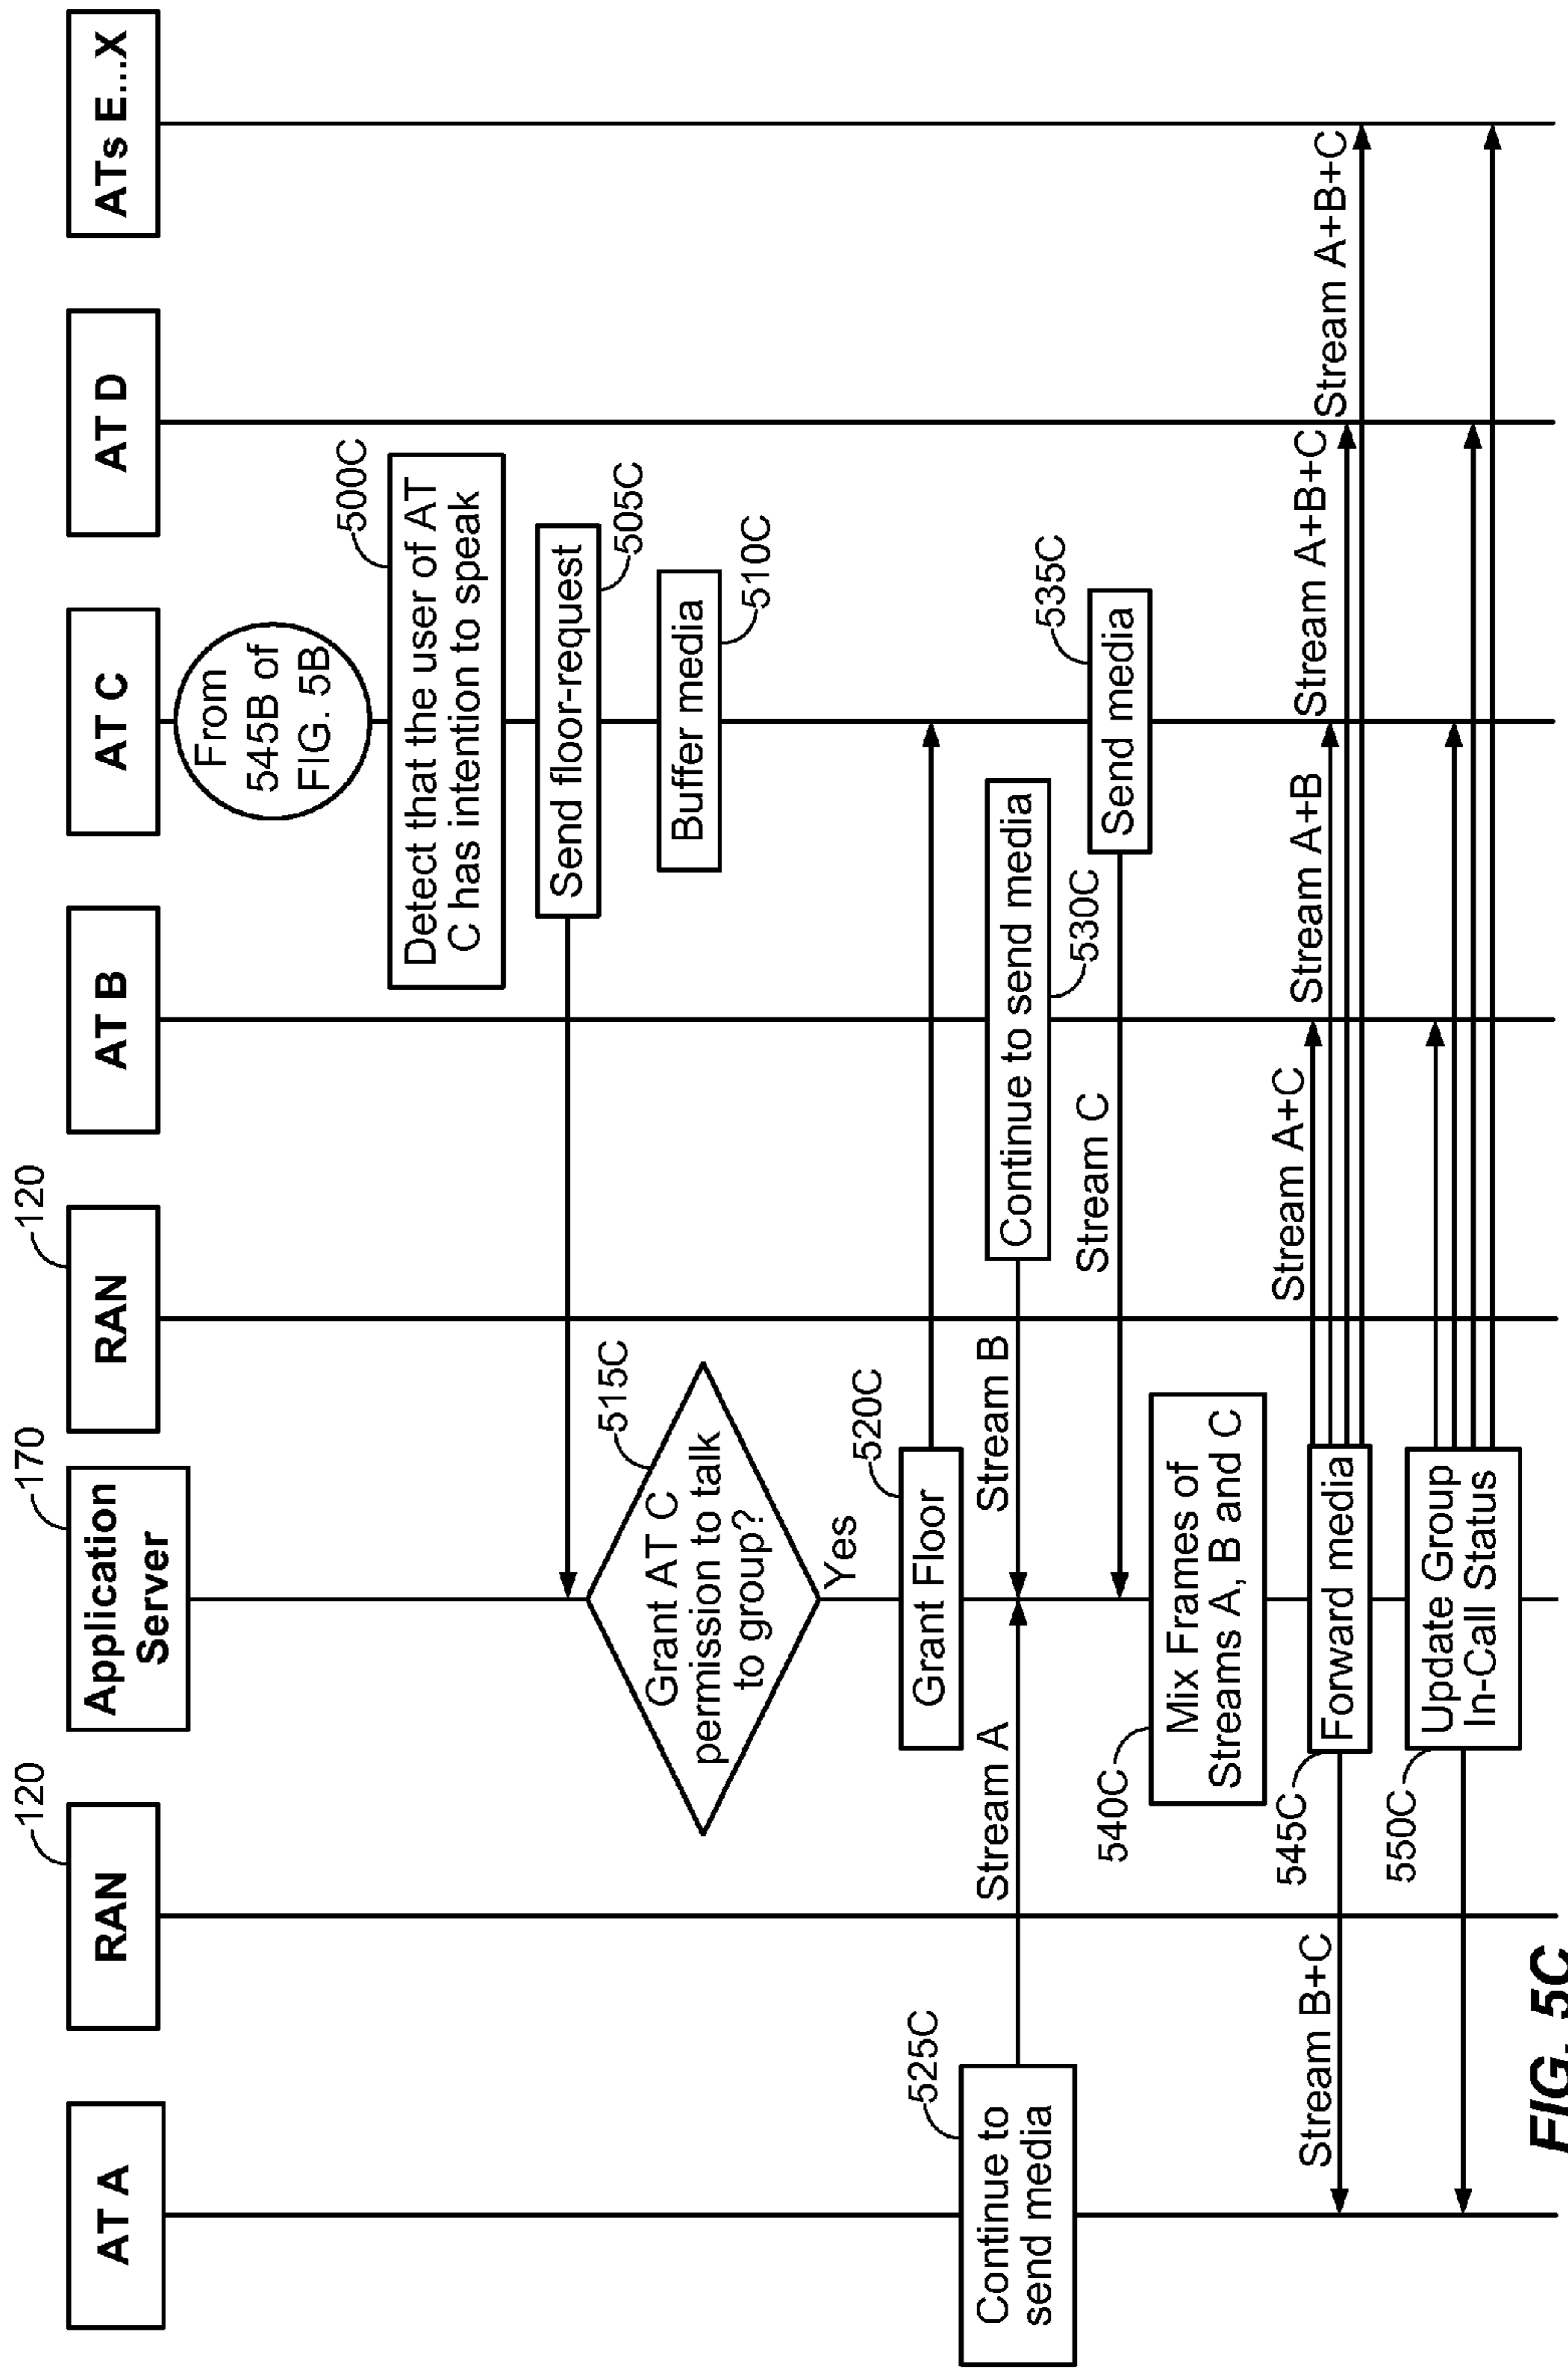 AT A
RAN
120
Application
Server
170
RAN
120
AT B
AT C
AT D
ATs E...X
From
545B of
FIG. 5B
500C
Detect that the user of AT
C has intention to speak
Send floor-request
505C
Buffer media
510C
515C
Grant AT C
permission to talk
to group?
Yes
520C
Grant Floor
525C
Continue to
send media
Stream A
Stream B
Continue to send media
530C
Stream C
Send media
535C
540C
Mix Frames of
Streams A, B and C
545C
Forward media
Stream B+C
Stream A+C
Stream A+B
Stream A+B+C
Stream A+B+C
550C
Update Group
In-Call Status
FIG. 5C